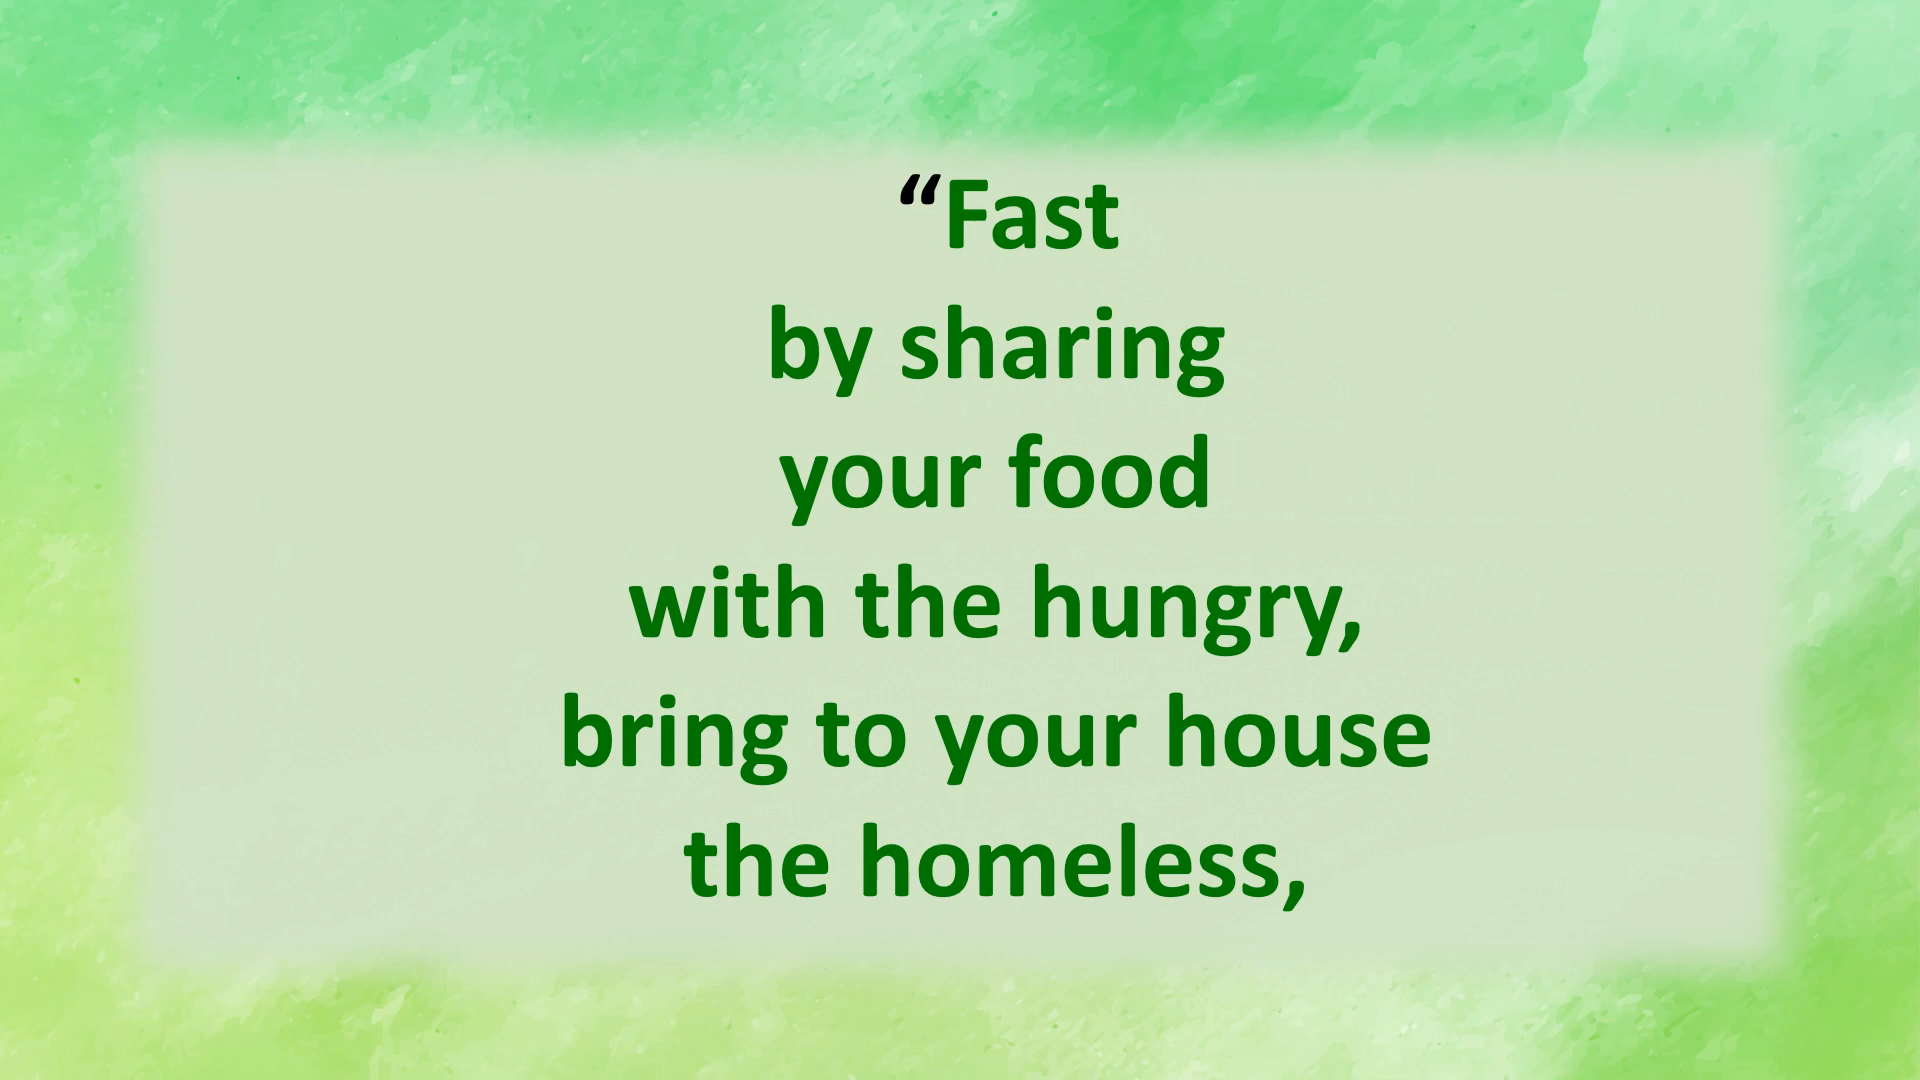 “Fast
by sharing
your food
with the hungry,
bring to your house
the homeless,